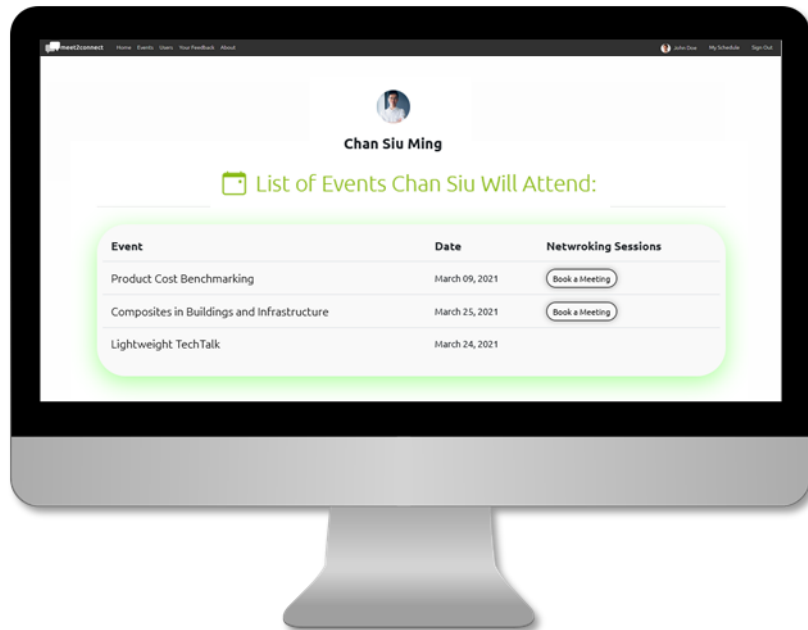 meet2connect Home Events Users Your Feedback About John Doe My Schedule Sign Out
Chan Siu Ming
List of Events Chan Siu Will Attend:
Event Date Netwroking Sessions
Product Cost Benchmarking March 09, 2021 Book a Meeting
Composites in Buildings and Infrastructure March 25, 2021 Book a Meeting
Lightweight TechTalk March 24, 2021